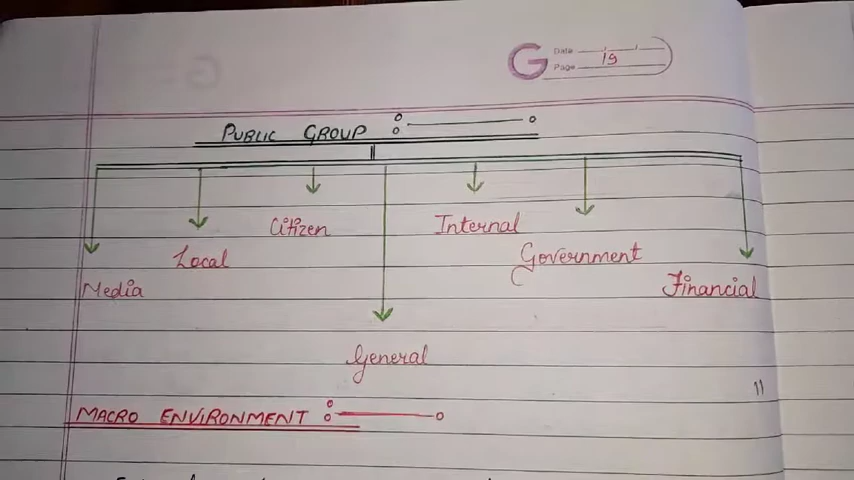 G Date
Page 19
PUBLIC GROUP
Citizen
Internal
Local
Government
Media
Financial
General
MACRO ENVIRONMENT